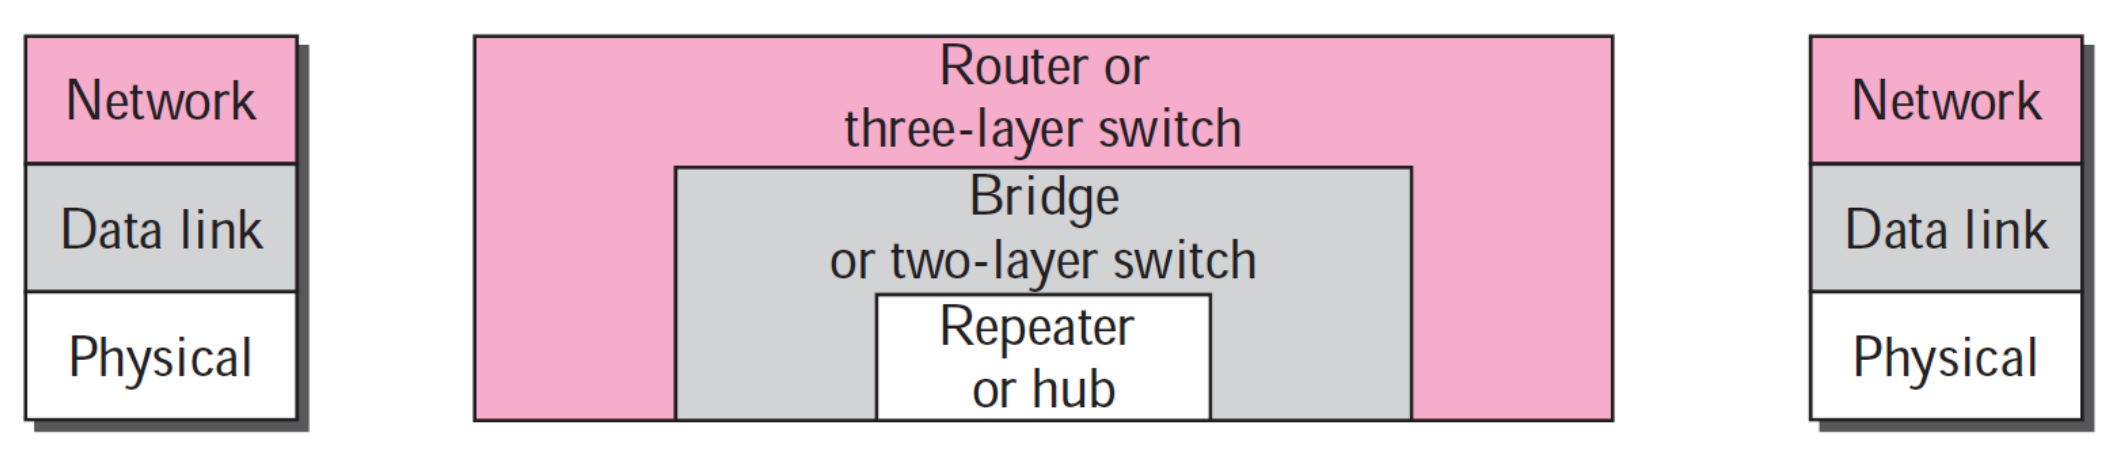 Network
Data link
Physical
Router or
three-layer switch
Bridge
or two-layer switch
Repeater
or hub
Network
Data link
Physical